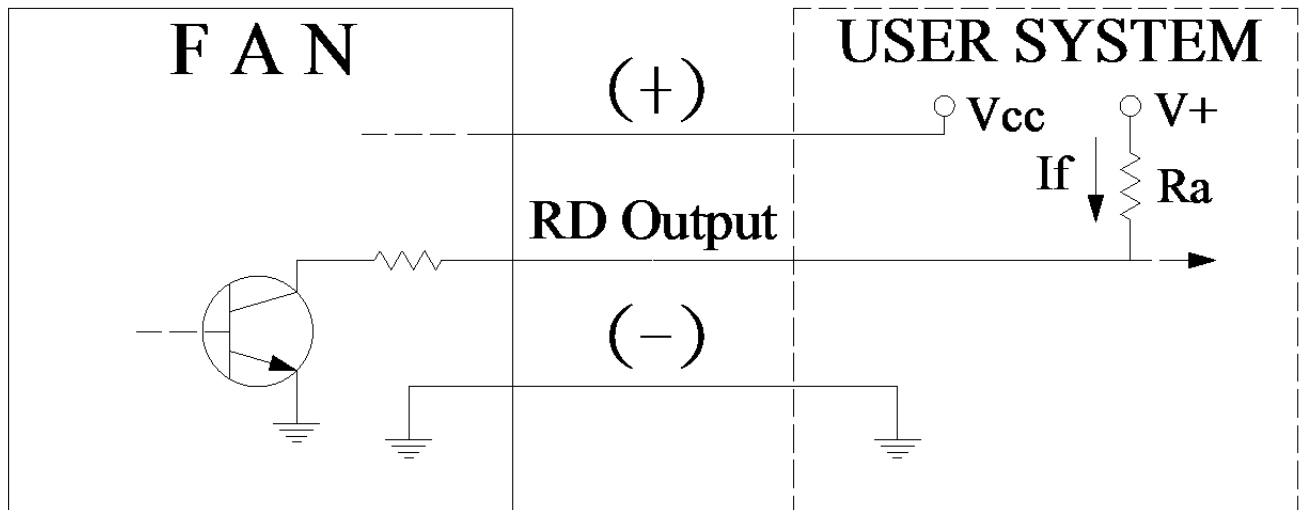 F A N
USER SYSTEM
(+)
Vcc
V+
If
Ra
RD Output
(−)